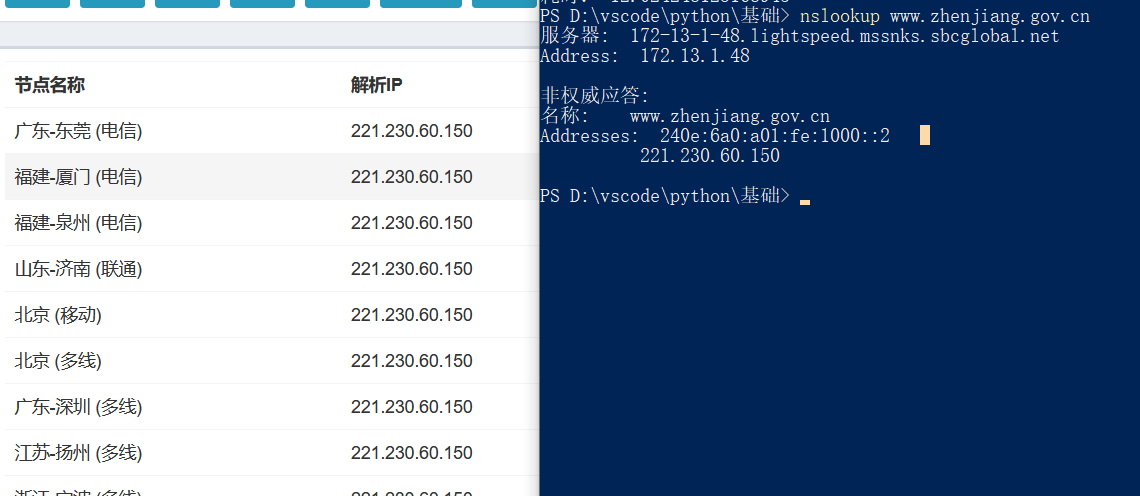 节点名称 解析IP
广东-东莞 (电信) 221.230.60.150
福建-厦门 (电信) 221.230.60.150
福建-泉州 (电信) 221.230.60.150
山东-济南 (联通) 221.230.60.150
北京 (移动) 221.230.60.150
北京 (多线) 221.230.60.150
广东-深圳 (多线) 221.230.60.150
江苏-扬州 (多线) 221.230.60.150
PS D:\vscode\python\基础> nslookup www.zhenjiang.gov.cn
服务器: 172-13-1-48.lightspeed.mssnks.sbcglobal.net
Address: 172.13.1.48
非权威应答:
名称: www.zhenjiang.gov.cn
Addresses: 240e:6a0:a01:fe:1000::2
221.230.60.150
PS D:\vscode\python\基础>